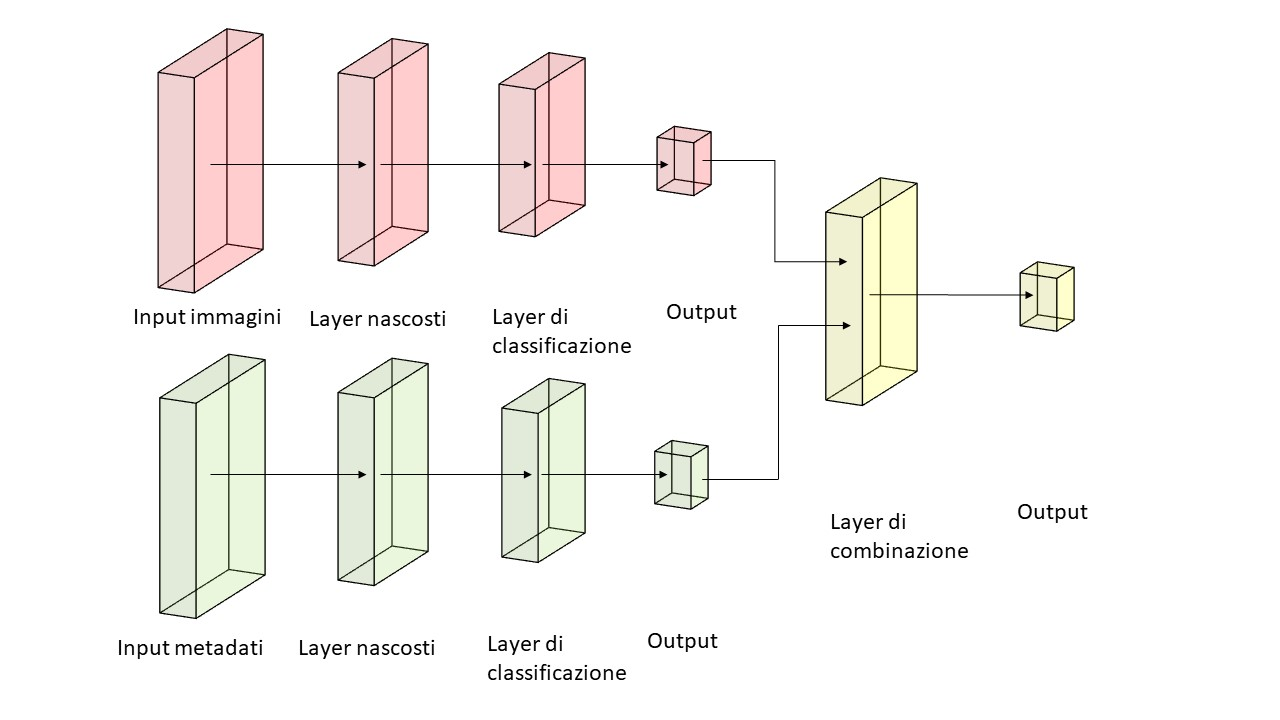 Input immagini
Layer nascosti
Layer di
classificazione
Output
Input metadati
Layer nascosti
Layer di
classificazione
Output
Layer di
combinazione
Output